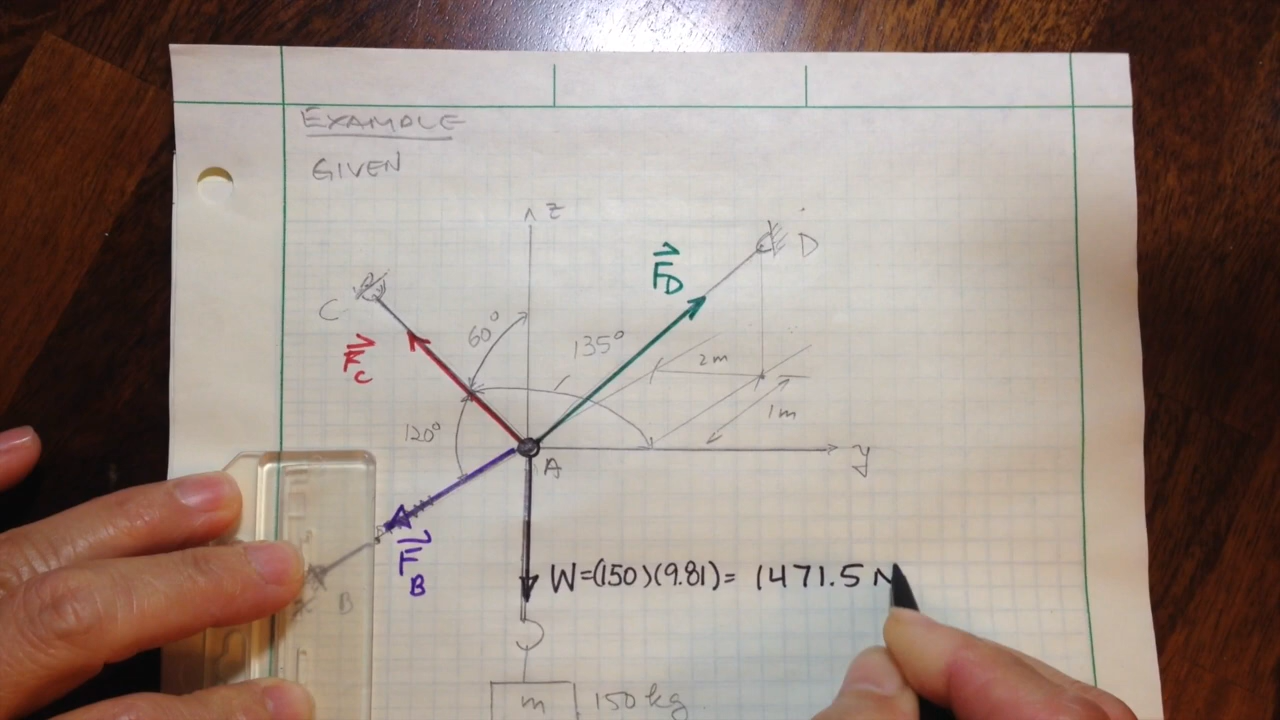 EXAMPLE
GIVEN
z
D
F_D
C
60°
135°
F_C
2m
1m
120°
A
y
F_B
B
W=(150)(9.81)= 1471.5 N
m 150 kg